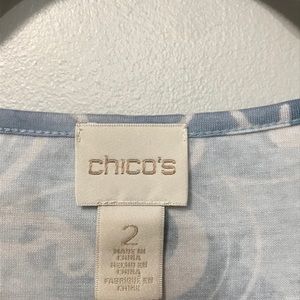 chico's
2
MADE IN
CHINA
HECHO EN
CHINA
FABRIQUÉ EN
CHINE